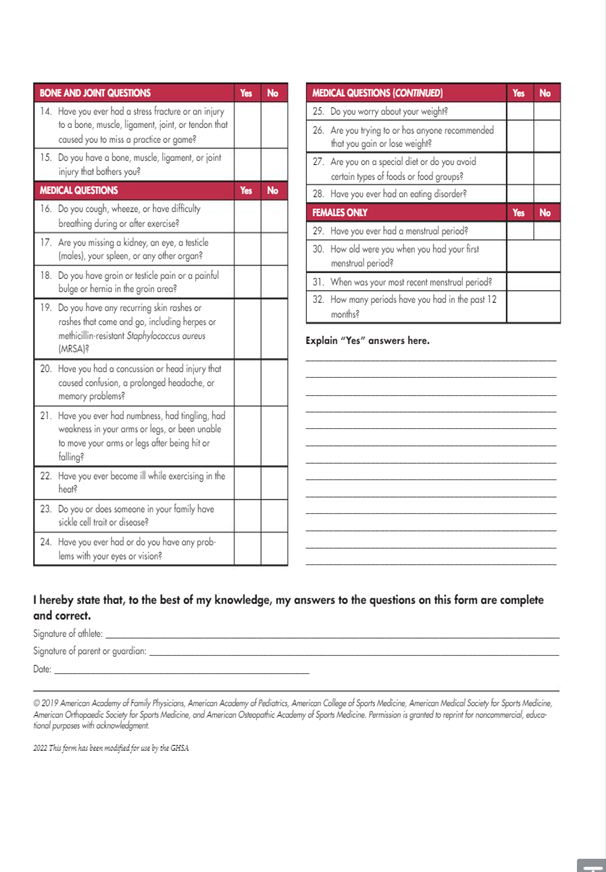 BONE AND JOINT QUESTIONS Yes No
14. Have you ever had a stress fracture or an injury
to a bone, muscle, ligament, joint, or tendon that
caused you to miss a practice or game?
15. Do you have a bone, muscle, ligament, or joint
injury that bothers you?
MEDICAL QUESTIONS Yes No
16. Do you cough, wheeze, or have difficulty
breathing during or after exercise?
17. Are you missing a kidney, an eye, a testicle
(males), your spleen, or any other organ?
18. Do you have groin or testicle pain or a painful
bulge or hernia in the groin area?
19. Do you have any recurring skin rashes or
rashes that come and go, including herpes or
methicillin-resistant Staphylococcus aureus
(MRSA)?
20. Have you had a concussion or head injury that
caused confusion, a prolonged headache, or
memory problems?
21. Have you ever had numbness, had tingling, had
weakness in your arms or legs, or been unable
to move your arms or legs after being hit or
falling?
22. Have you ever become ill while exercising in the
heat?
23. Do you or does someone in your family have
sickle cell trait or disease?
24. Have you ever had or do you have any prob-
lems with your eyes or vision?
MEDICAL QUESTIONS (CONTINUED) Yes No
25. Do you worry about your weight?
26. Are you trying to or has anyone recommended
that you gain or lose weight?
27. Are you on a special diet or do you avoid
certain types of foods or food groups?
28. Have you ever had an eating disorder?
FEMALES ONLY Yes No
29. Have you ever had a menstrual period?
30. How old were you when you had your first
menstrual period?
31. When was your most recent menstrual period?
32. How many periods have you had in the past 12
months?
Explain “Yes” answers here.
I hereby state that, to the best of my knowledge, my answers to the questions on this form are complete
and correct.
Signature of athlete:
Signature of parent or guardian:
Date:
© 2019 American Academy of Family Physicians, American Academy of Pediatrics, American College of Sports Medicine, American Medical Society for Sports Medicine,
American Orthopaedic Society for Sports Medicine, and American Osteopathic Academy of Sports Medicine. Permission is granted to reprint for noncommercial, educa-
tional purposes with acknowledgment.
2022 This form has been modified for use by the GHSA